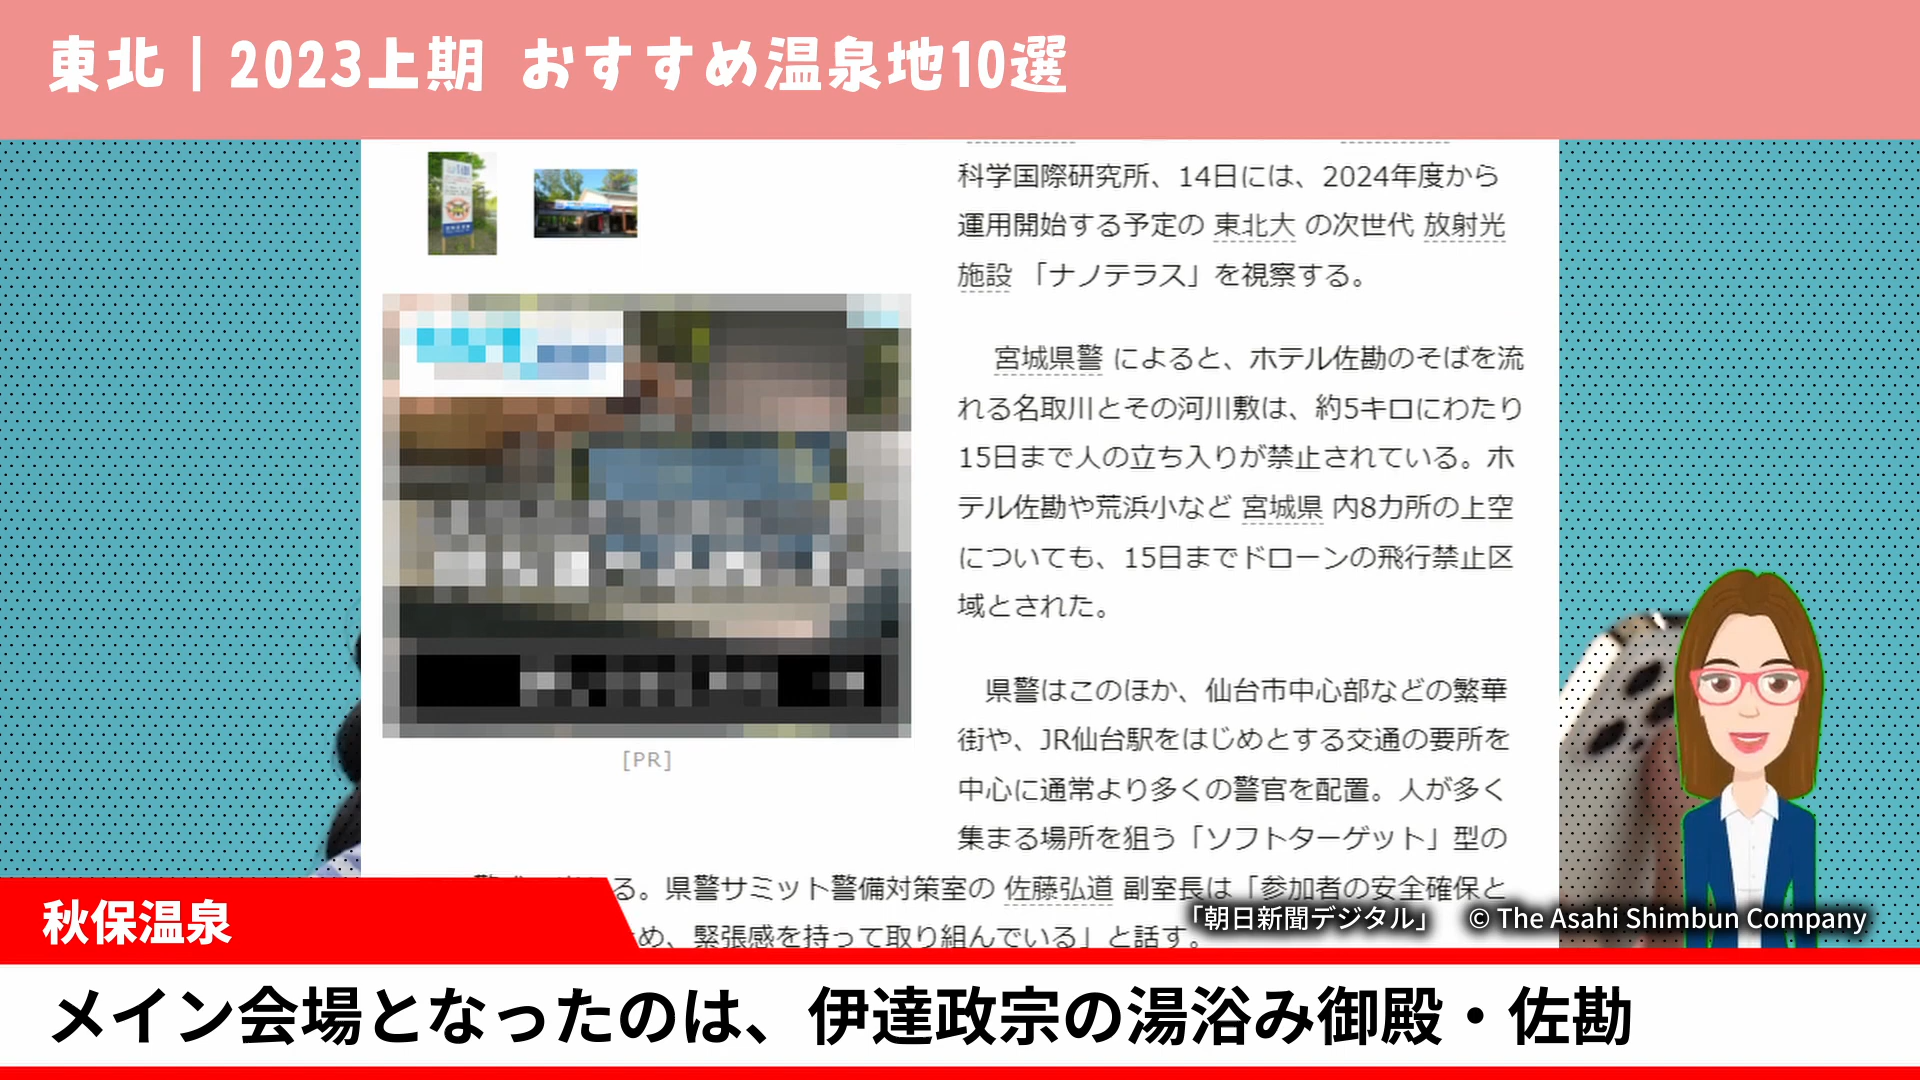 東北｜2023上期 おすすめ温泉地10選
科学国際研究所、14日には、2024年度から
運用開始する予定の 東北大 の次世代 放射光
施設 「ナノテラス」を視察する。
宮城県警 によると、ホテル佐勘のそばを流
れる名取川とその河川敷は、約5キロにわたり
15日まで人の立ち入りが禁止されている。ホ
テル佐勘や荒浜小など 宮城県 内8カ所の上空
についても、15日までドローンの飛行禁止区
域とされた。
県警はこのほか、仙台市中心部などの繁華
街や、JR仙台駅をはじめとする交通の要所を
中心に通常より多くの警官を配置。人が多く
集まる場所を狙う「ソフトターゲット」型の
る。県警サミット警備対策室の 佐藤弘道 副室長は「参加者の安全確保と
め、緊張感を持って取り組んでいる」と話す。
[PR]
「朝日新聞デジタル」 © The Asahi Shimbun Company
秋保温泉
メイン会場となったのは、伊達政宗の湯浴み御殿・佐勘